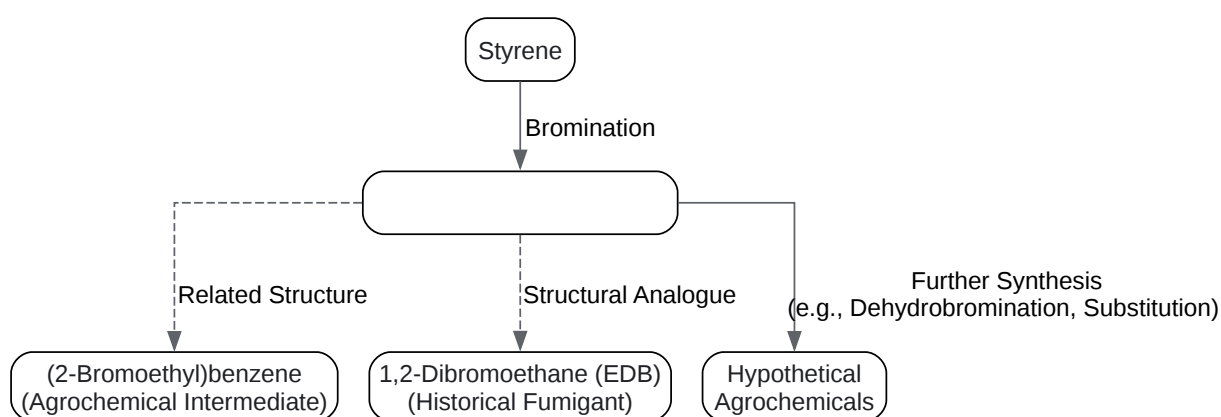 Styrene
Bromination
Related Structure
Structural Analogue
Further Synthesis
(e.g., Dehydrobromination, Substitution)
(2-Bromoethyl)benzene
(Agrochemical Intermediate)
1,2-Dibromoethane (EDB)
(Historical Fumigant)
Hypothetical
Agrochemicals